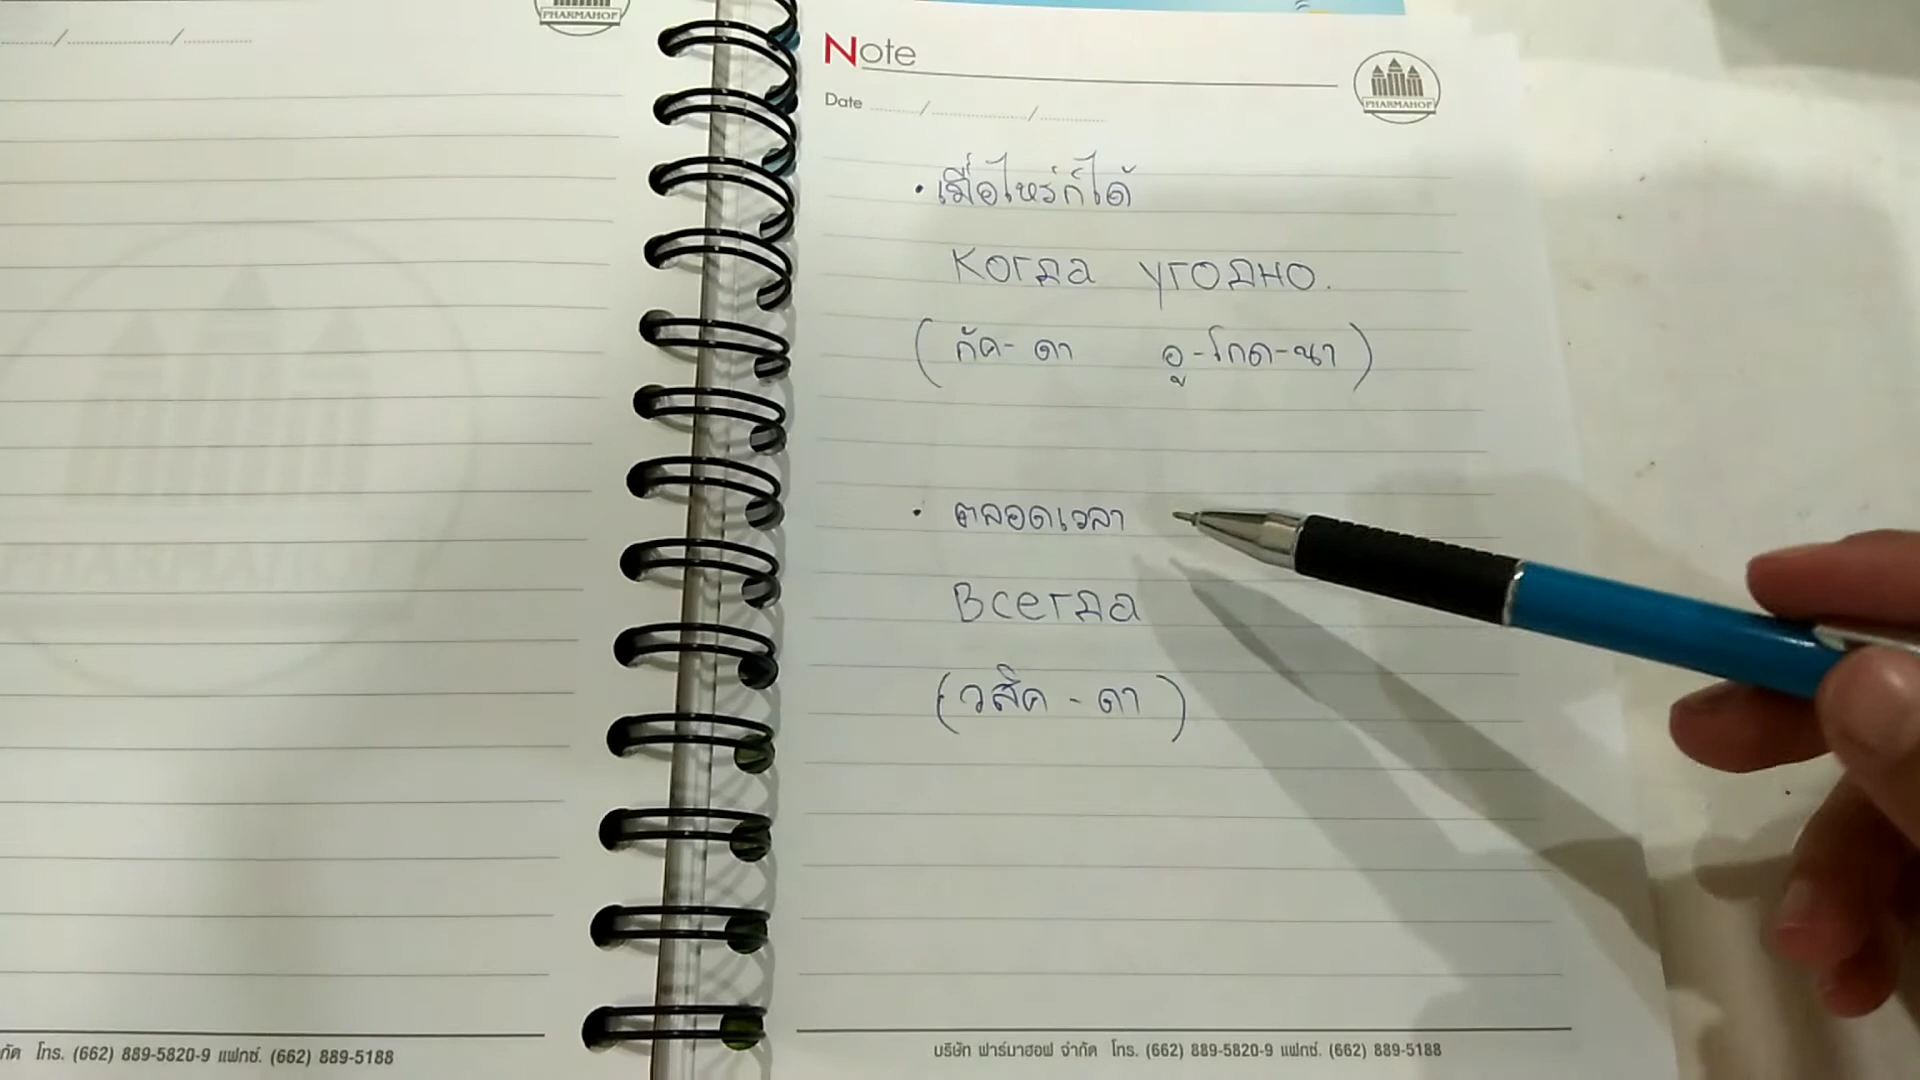 PHARMAHOF
Note
PHARMAHOF
Date ......../................/............
• เมื่อไหร่ก็ได้
Когда угодно.
(กัค - ดา อู - โกด - นา)
• ตลอดเวลา
Всегда
(วสิค - ดา)
กัด โทร. (662) 889-5820-9 แฟกซ์. (662) 889-5188
บริษัท ฟาร์มาฮอฟ จำกัด โทร. (662) 889-5820-9 แฟกซ์. (662) 889-5188